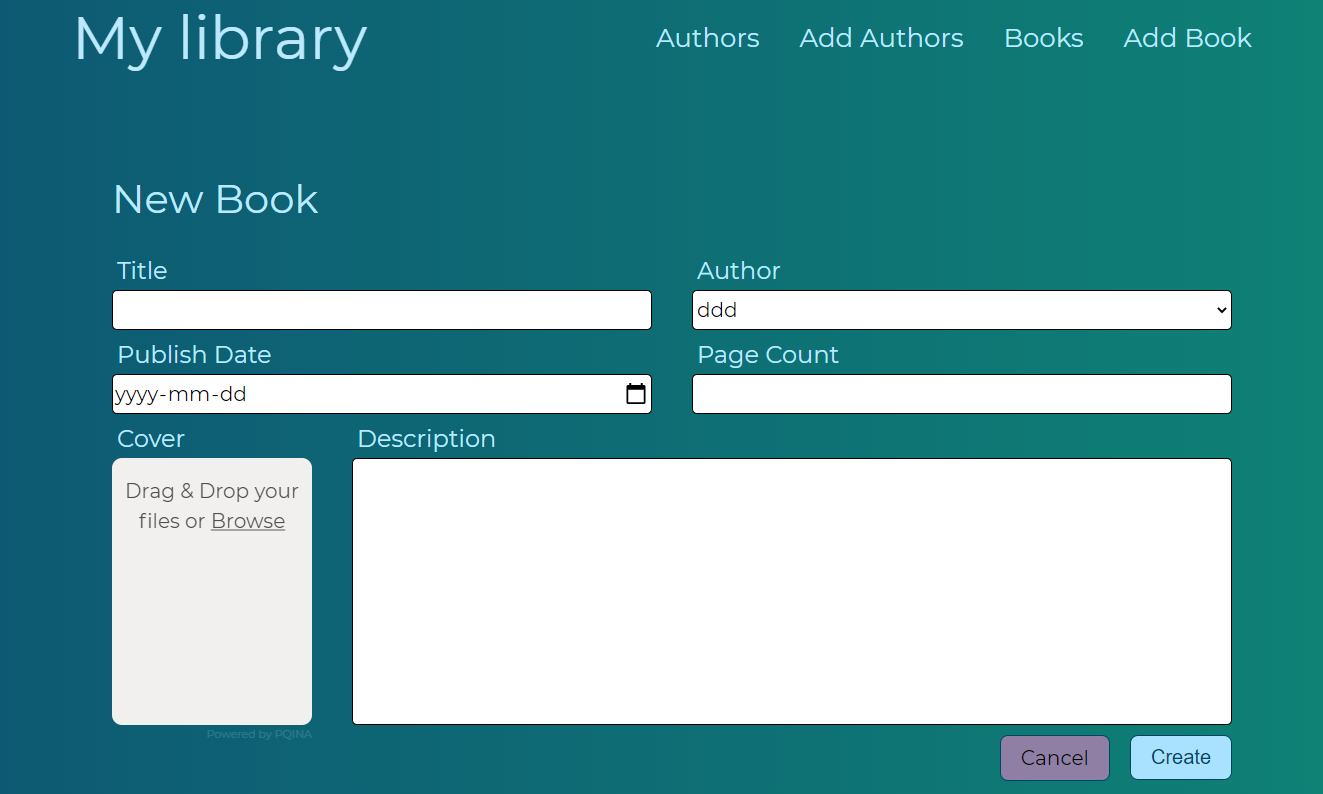 My library
Authors Add Authors Books Add Book
New Book
Title Author
ddd
Publish Date Page Count
yyyy-mm-dd
Cover Description
Drag & Drop your
files or Browse
Powered by PQINA
Cancel Create